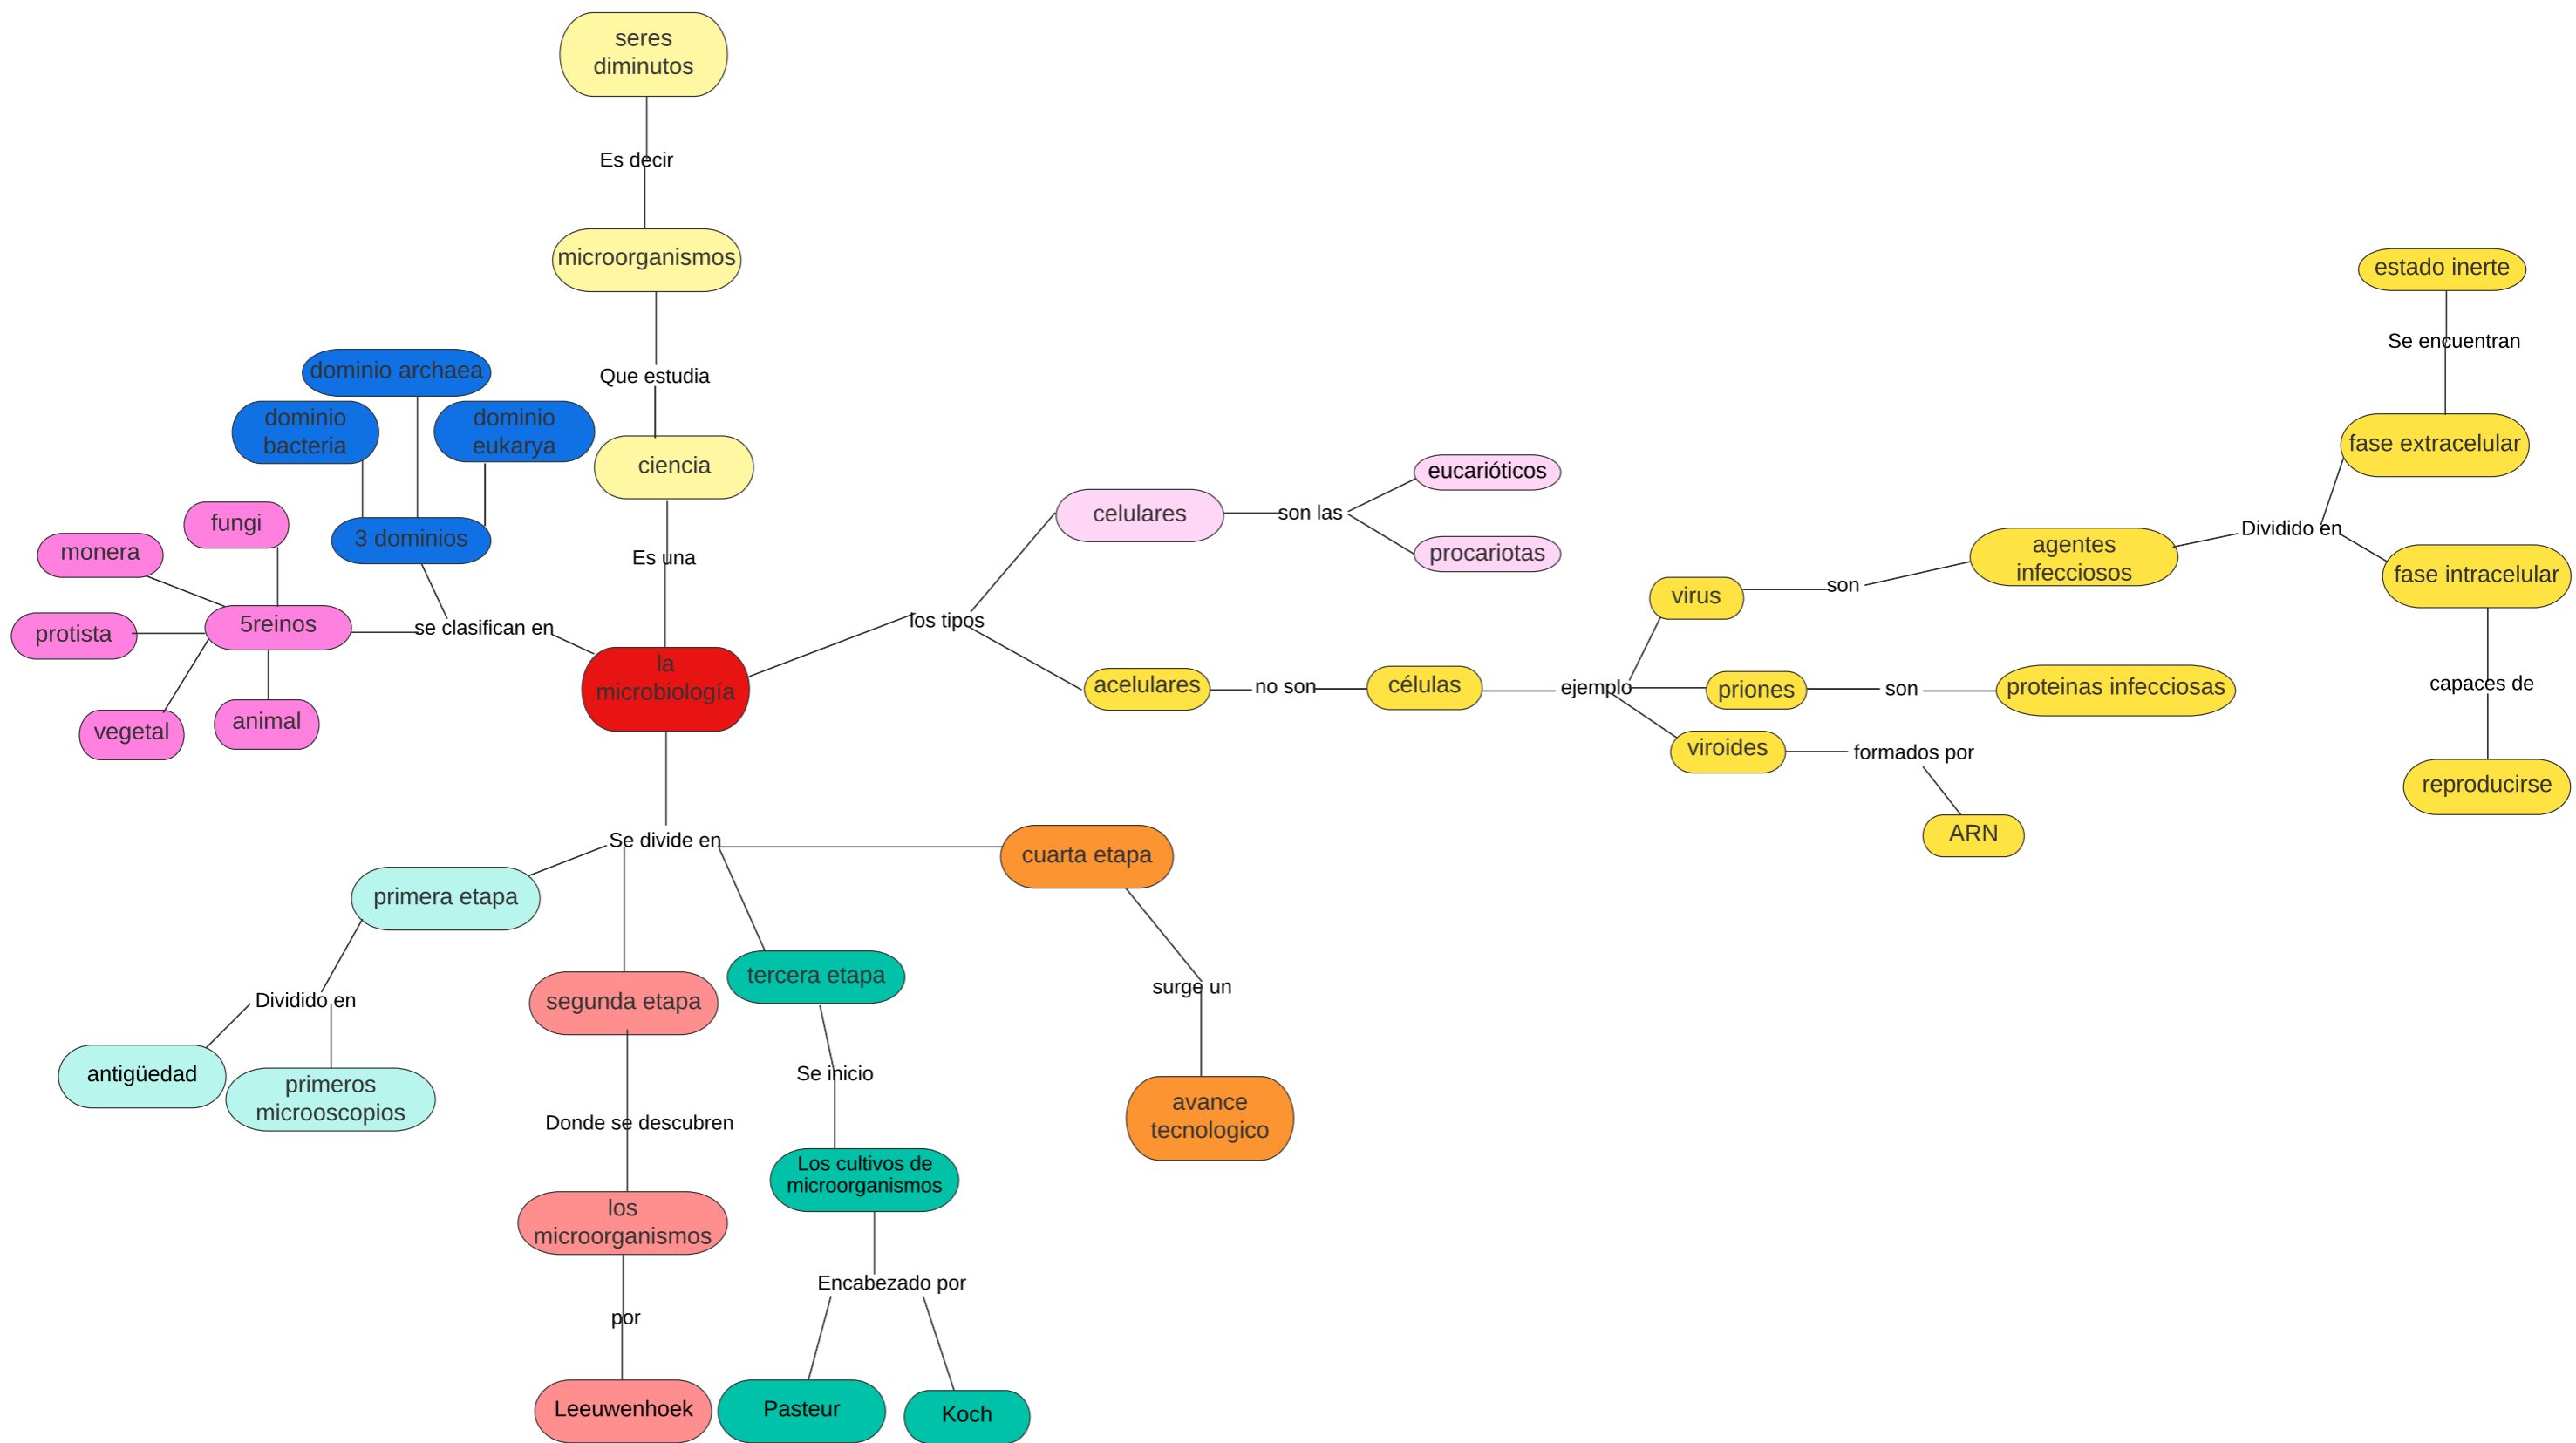 seres
diminutos
Es decir
microorganismos
Que estudia
ciencia
Es una
la
microbiología
se clasifican en
3 dominios
dominio archaea
dominio
bacteria
dominio
eukarya
5reinos
fungi
monera
protista
vegetal
animal
los tipos
celulares
son las
eucarióticos
procariotas
acelulares
no son
células
ejemplo
virus
son
agentes
infecciosos
Dividido en
fase extracelular
Se encuentran
estado inerte
fase intracelular
capaces de
reproducirse
priones
son
proteinas infecciosas
viroides
formados por
ARN
Se divide en
primera etapa
Dividido en
antigüedad
primeros
microoscopios
segunda etapa
Donde se descubren
los
microorganismos
por
Leeuwenhoek
tercera etapa
Se inicio
Los cultivos de
microorganismos
Encabezado por
Pasteur
Koch
cuarta etapa
surge un
avance
tecnologico